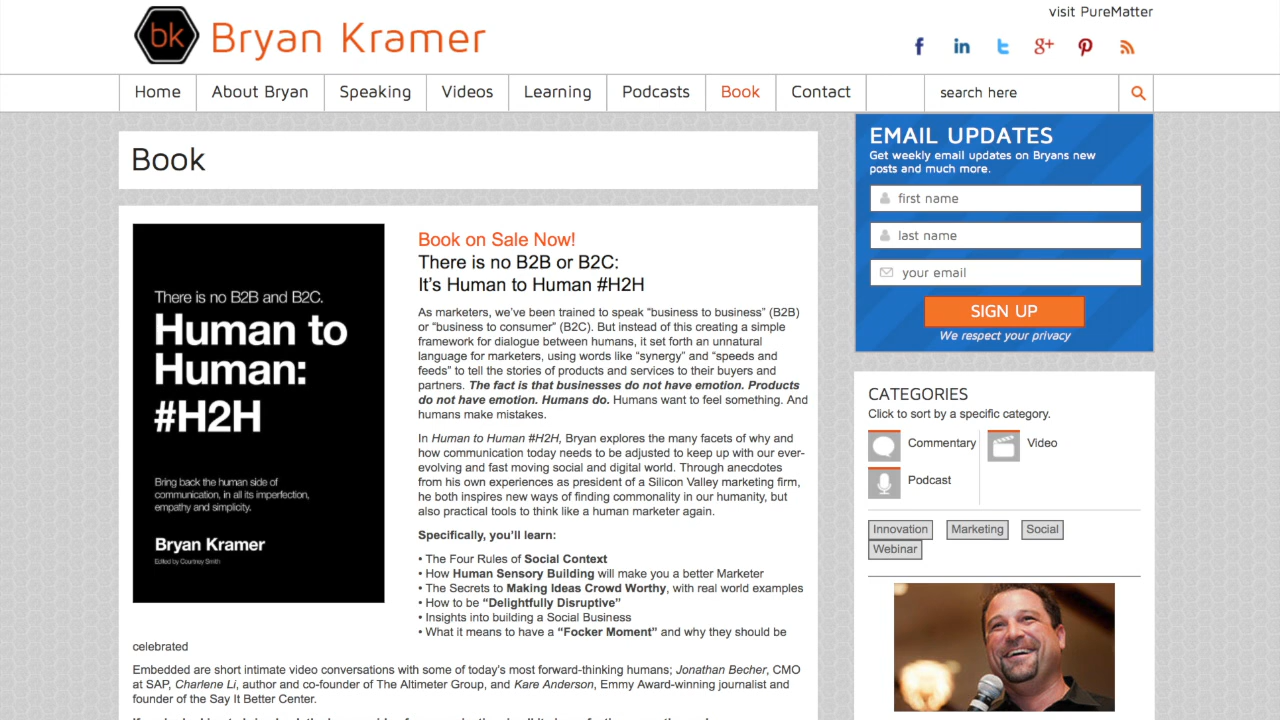 visit PureMatter
bk Bryan Kramer
Home About Bryan Speaking Videos Learning Podcasts Book Contact search here
Book
Book on Sale Now!
There is no B2B or B2C:
It's Human to Human #H2H
As marketers, we've been trained to speak “business to business” (B2B)
or “business to consumer” (B2C). But instead of this creating a simple
framework for dialogue between humans, it set forth an unnatural
language for marketers, using words like “synergy” and “speeds and
feeds” to tell the stories of products and services to their buyers and
partners. The fact is that businesses do not have emotion. Products
do not have emotion. Humans do. Humans want to feel something. And
humans make mistakes.
In Human to Human #H2H, Bryan explores the many facets of why and
how communication today needs to be adjusted to keep up with our ever-
evolving and fast moving social and digital world. Through anecdotes
from his own experiences as president of a Silicon Valley marketing firm,
he both inspires new ways of finding commonality in our humanity, but
also practical tools to think like a human marketer again.
Specifically, you'll learn:
• The Four Rules of Social Context
• How Human Sensory Building will make you a better Marketer
• The Secrets to Making Ideas Crowd Worthy, with real world examples
• How to be “Delightfully Disruptive”
• Insights into building a Social Business
• What it means to have a “Focker Moment” and why they should be
celebrated
Embedded are short intimate video conversations with some of today's most forward-thinking humans; Jonathan Becher, CMO
at SAP, Charlene Li, author and co-founder of The Altimeter Group, and Kare Anderson, Emmy Award-winning journalist and
founder of the Say It Better Center.
There is no B2B and B2C.
Human to
Human:
#H2H
Bring back the human side of
communication, in all its imperfection,
empathy and simplicity.
Bryan Kramer
Edited by Courtney Smith
EMAIL UPDATES
Get weekly email updates on Bryans new
posts and much more.
first name
last name
your email
SIGN UP
We respect your privacy
CATEGORIES
Click to sort by a specific category.
Commentary Video
Podcast
Innovation Marketing Social
Webinar